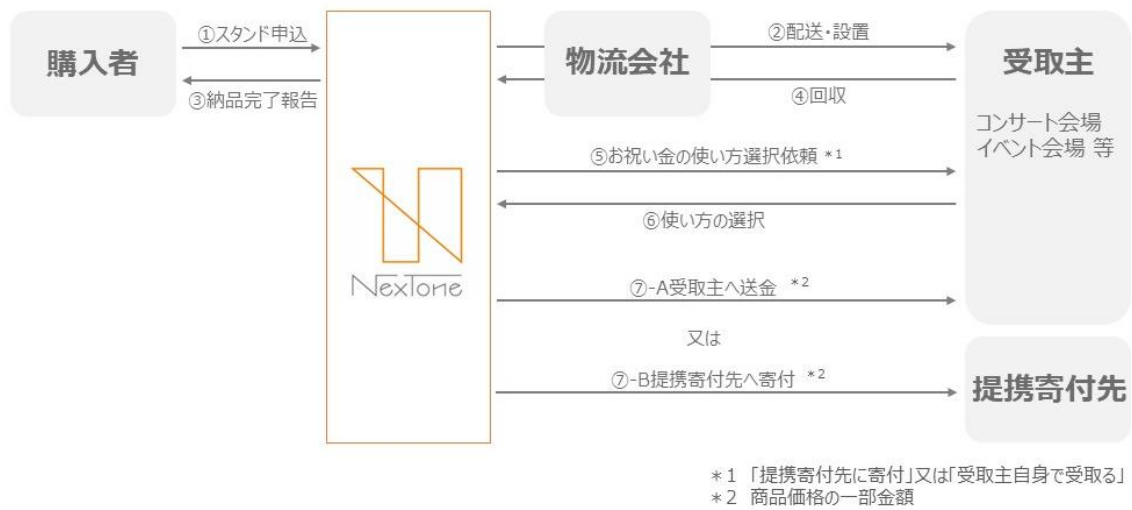 購入者
①スタンド申込
③納品完了報告
NexTone
物流会社
②配送・設置
④回収
受取主
コンサート会場
イベント会場 等
⑤お祝い金の使い方選択依頼 *1
⑥使い方の選択
⑦-A受取主へ送金 *2
又は
⑦-B提携寄付先へ寄付 *2
提携寄付先
*1 「提携寄付先に寄付」又は「受取主自身で受取る」
*2 商品価格の一部金額